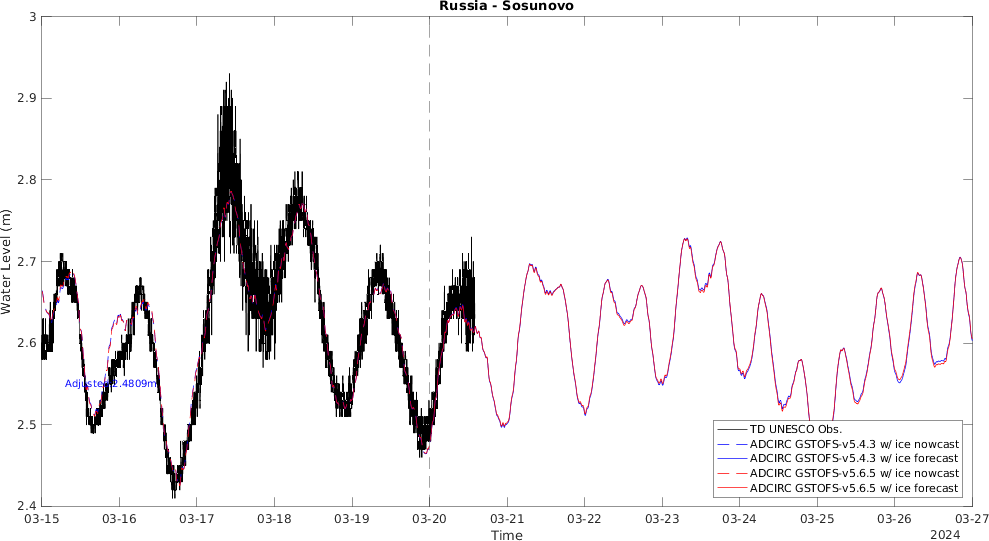 Russia - Sosunovo
3
2.9
2.8
2.7
2.6
2.5
2.4
Water Level (m)
Adjusted 2.4809m
TD UNESCO Obs.
ADCIRC GSTOFS-v5.4.3 w/ ice nowcast
ADCIRC GSTOFS-v5.4.3 w/ ice forecast
ADCIRC GSTOFS-v5.6.5 w/ ice nowcast
ADCIRC GSTOFS-v5.6.5 w/ ice forecast
03-15 03-16 03-17 03-18 03-19 03-20 03-21 03-22 03-23 03-24 03-25 03-26 03-27
Time
2024